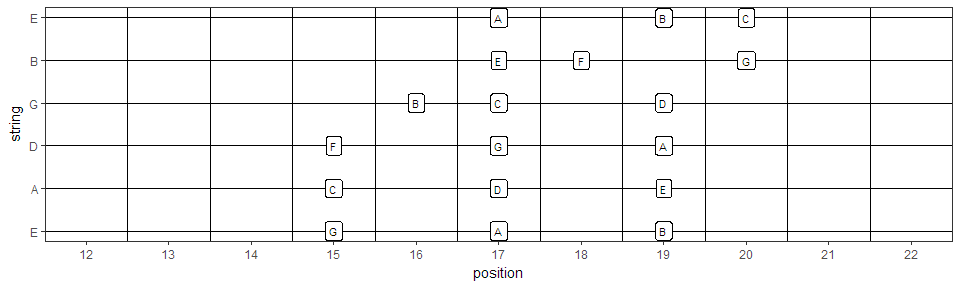 E A B C
B E F G
G B C D
D F G A
A C D E
E G A B
12 13 14 15 16 17 18 19 20 21 22
position
string